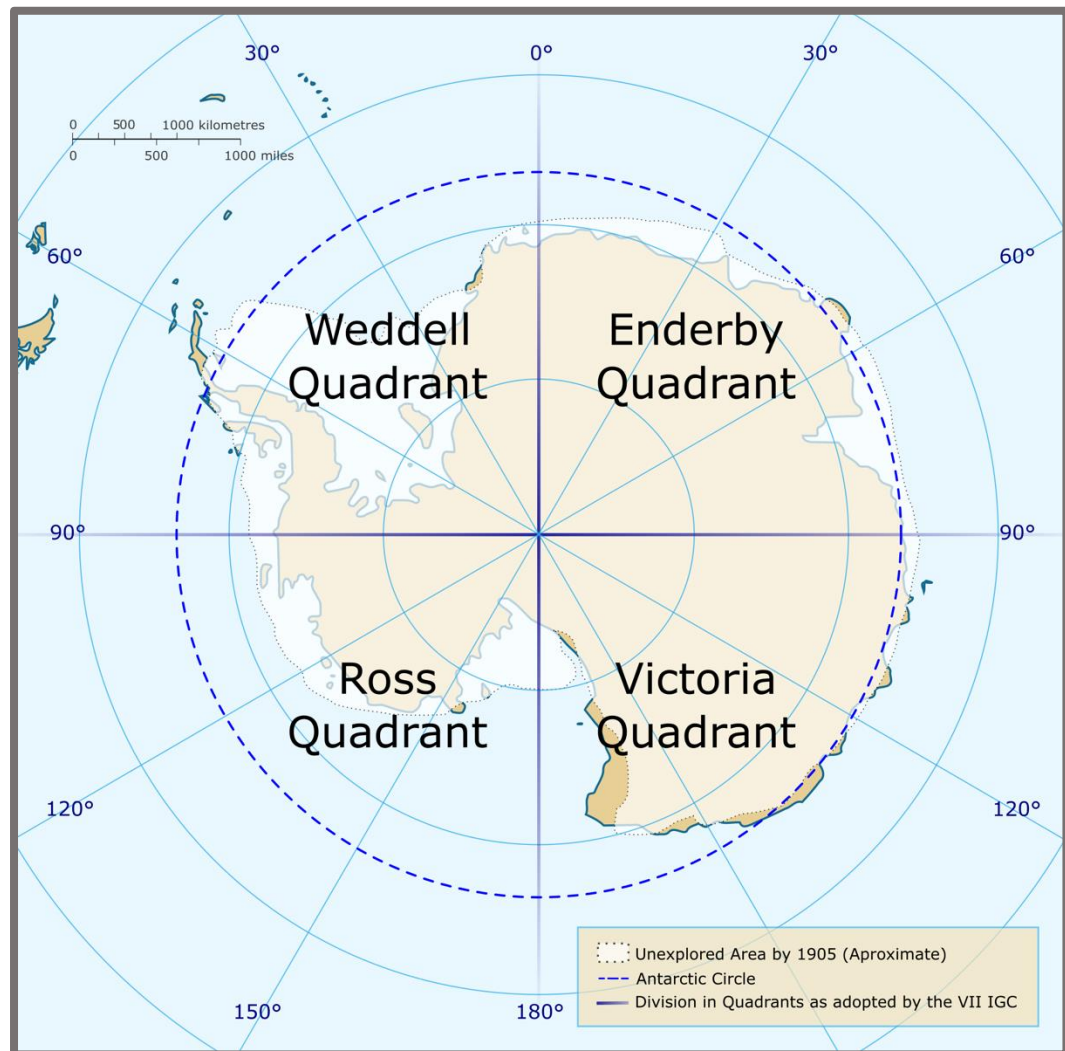 30°
0°
30°
0 500 1000 kilometres
0 500 1000 miles
60°
60°
Weddell
Quadrant
Enderby
Quadrant
90°
90°
Ross
Quadrant
Victoria
Quadrant
120°
120°
150°
180°
Unexplored Area by 1905 (Aproximate)
Antarctic Circle
Division in Quadrants as adopted by the VII IGC